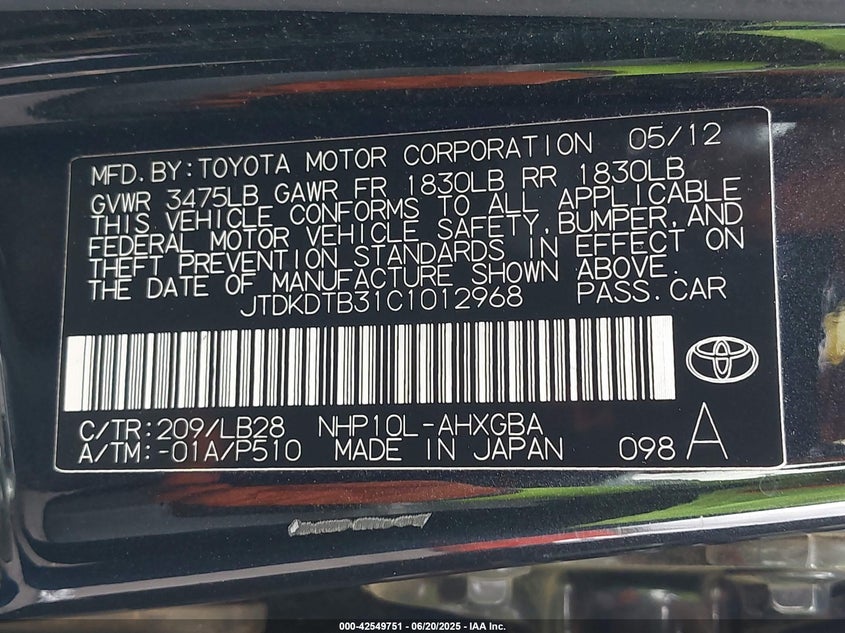 MFD. BY: TOYOTA MOTOR CORPORATION 05/12
GVWR 3475LB GAWR FR 1830LB RR 1830LB
THIS VEHICLE CONFORMS TO ALL APPLICABLE
FEDERAL MOTOR VEHICLE SAFETY, BUMPER, AND
THEFT PREVENTION STANDARDS IN EFFECT ON
THE DATE OF MANUFACTURE SHOWN ABOVE.
JTDKDTB31C1012968 PASS. CAR
C/TR: 209/LB28 NHP10L-AHXGBA
A/TM: -01A/P510 MADE IN JAPAN 098 A
000-42549751 - 06/20/2025 - IAA Inc.